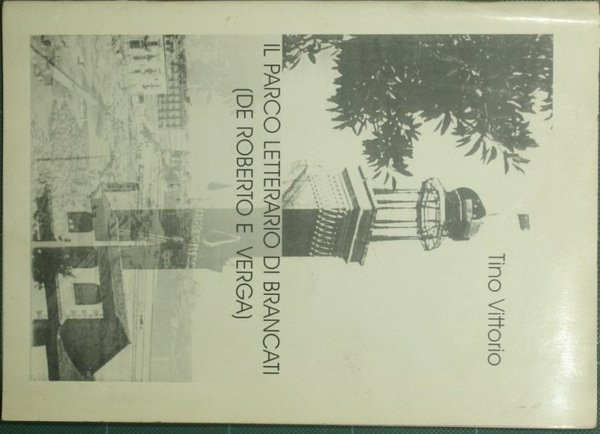 Tino Vittorio
IL PARCO LETTERARIO DI BRANCATI
(DE ROBERTO E VERGA)